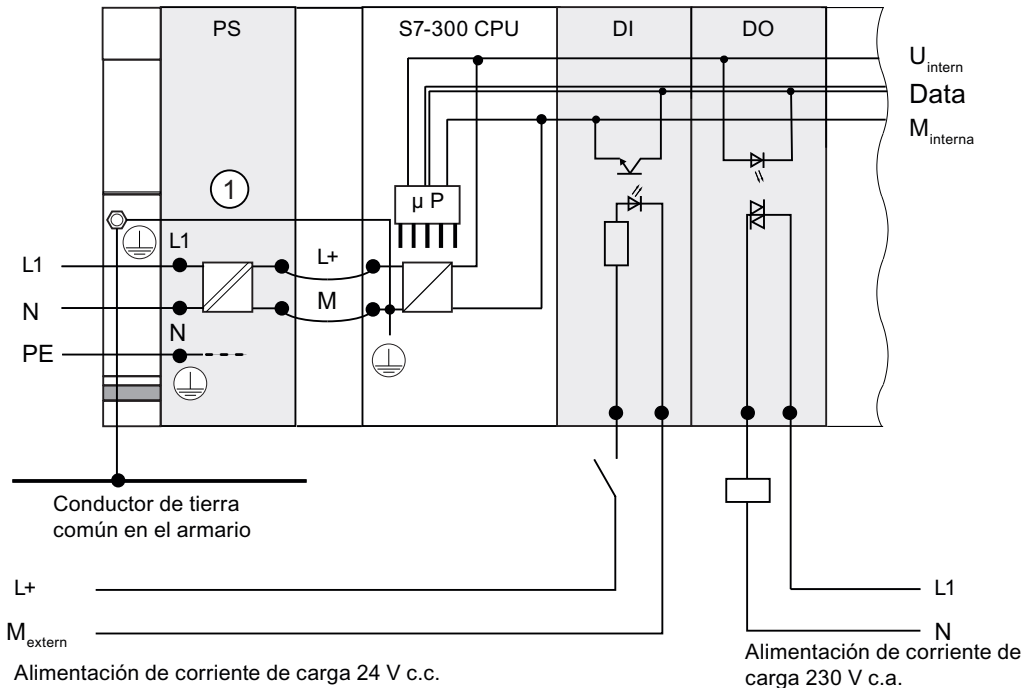 PS
S7-300 CPU
DI
DO
U intern
Data
M interna
1
µ P
L1
L+
L1
N
M
N
PE
Conductor de tierra
común en el armario
L+
M extern
L1
N
Alimentación de corriente de carga 24 V c.c.
Alimentación de corriente de
carga 230 V c.a.